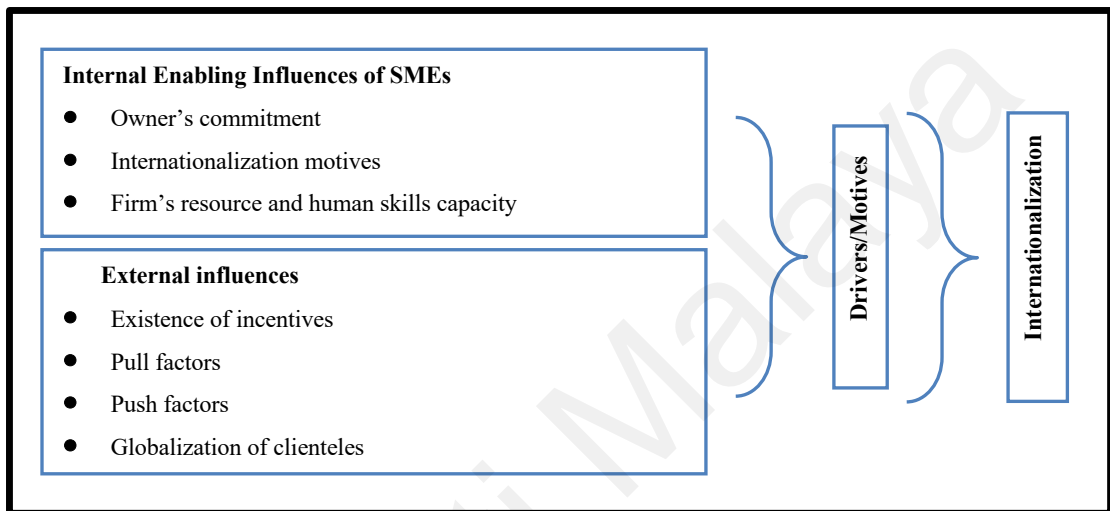 Internal Enabling Influences of SMEs
● Owner’s commitment
● Internationalization motives
● Firm’s resource and human skills capacity
External influences
● Existence of incentives
● Pull factors
● Push factors
● Globalization of clienteles
Drivers/Motives
Internationalization
Malaya